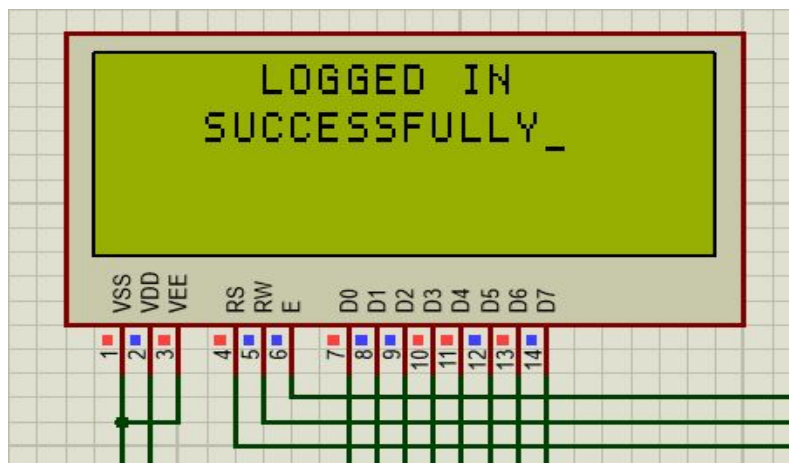 LOGGED IN
SUCCESSFULLY_
VSS VDD VEE RS RW E D0 D1 D2 D3 D4 D5 D6 D7
1 2 3 4 5 6 7 8 9 10 11 12 13 14